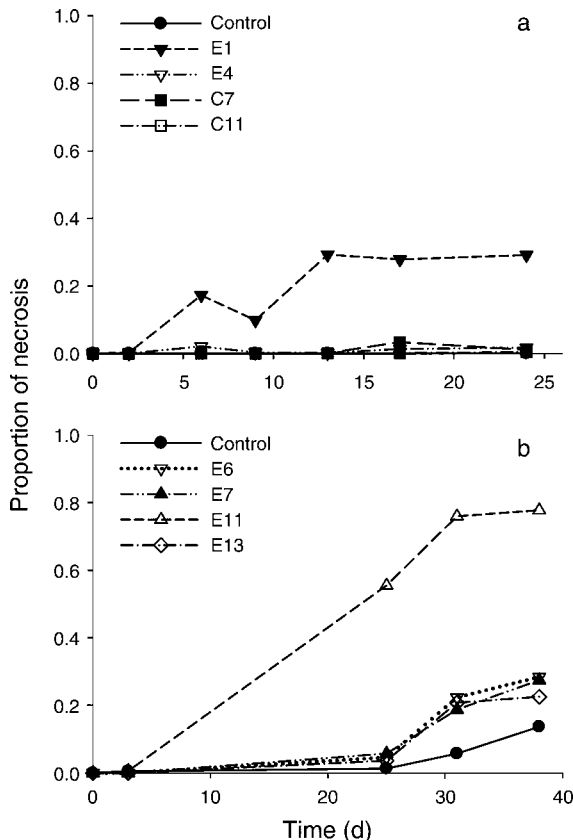 Proportion of necrosis
a
Control
E1
E4
C7
C11
1.0
0.8
0.6
0.4
0.2
0.0
0 5 10 15 20 25
b
Control
E6
E7
E11
E13
1.0
0.8
0.6
0.4
0.2
0.0
0 10 20 30 40
Time (d)